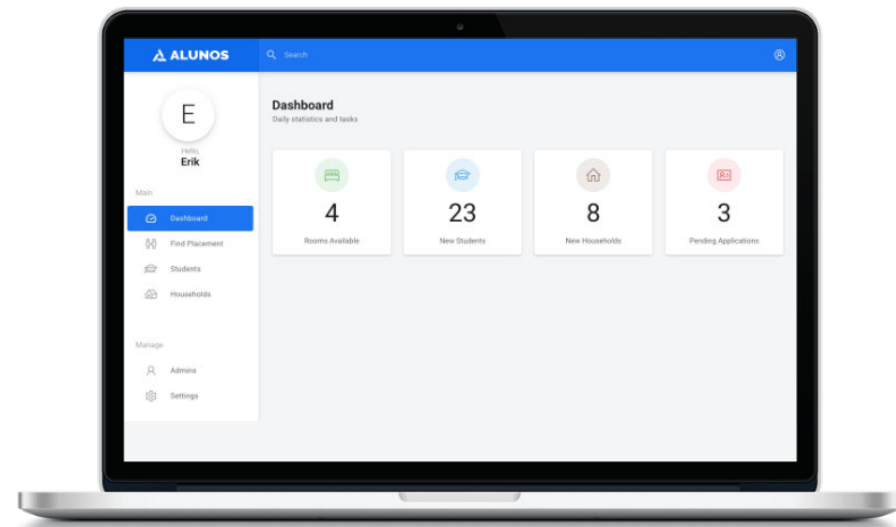 ALUNOS
Search
E
Hello,
Erik
Main
Dashboard
Find Placement
Students
Households
Manage
Admins
Settings
Dashboard
Daily statistics and tasks
4
Rooms Available
23
New Students
8
New Households
3
Pending Applications